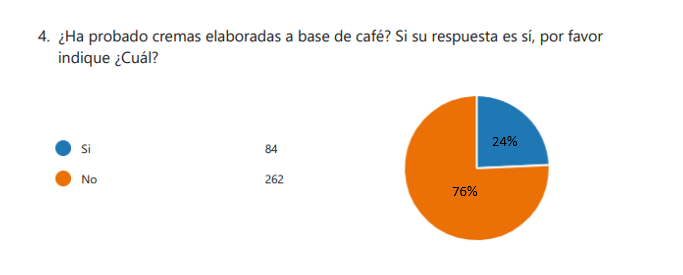 4. ¿Ha probado cremas elaboradas a base de café? Si su respuesta es sí, por favor
indique ¿Cuál?
Si 84
No 262
24%
76%